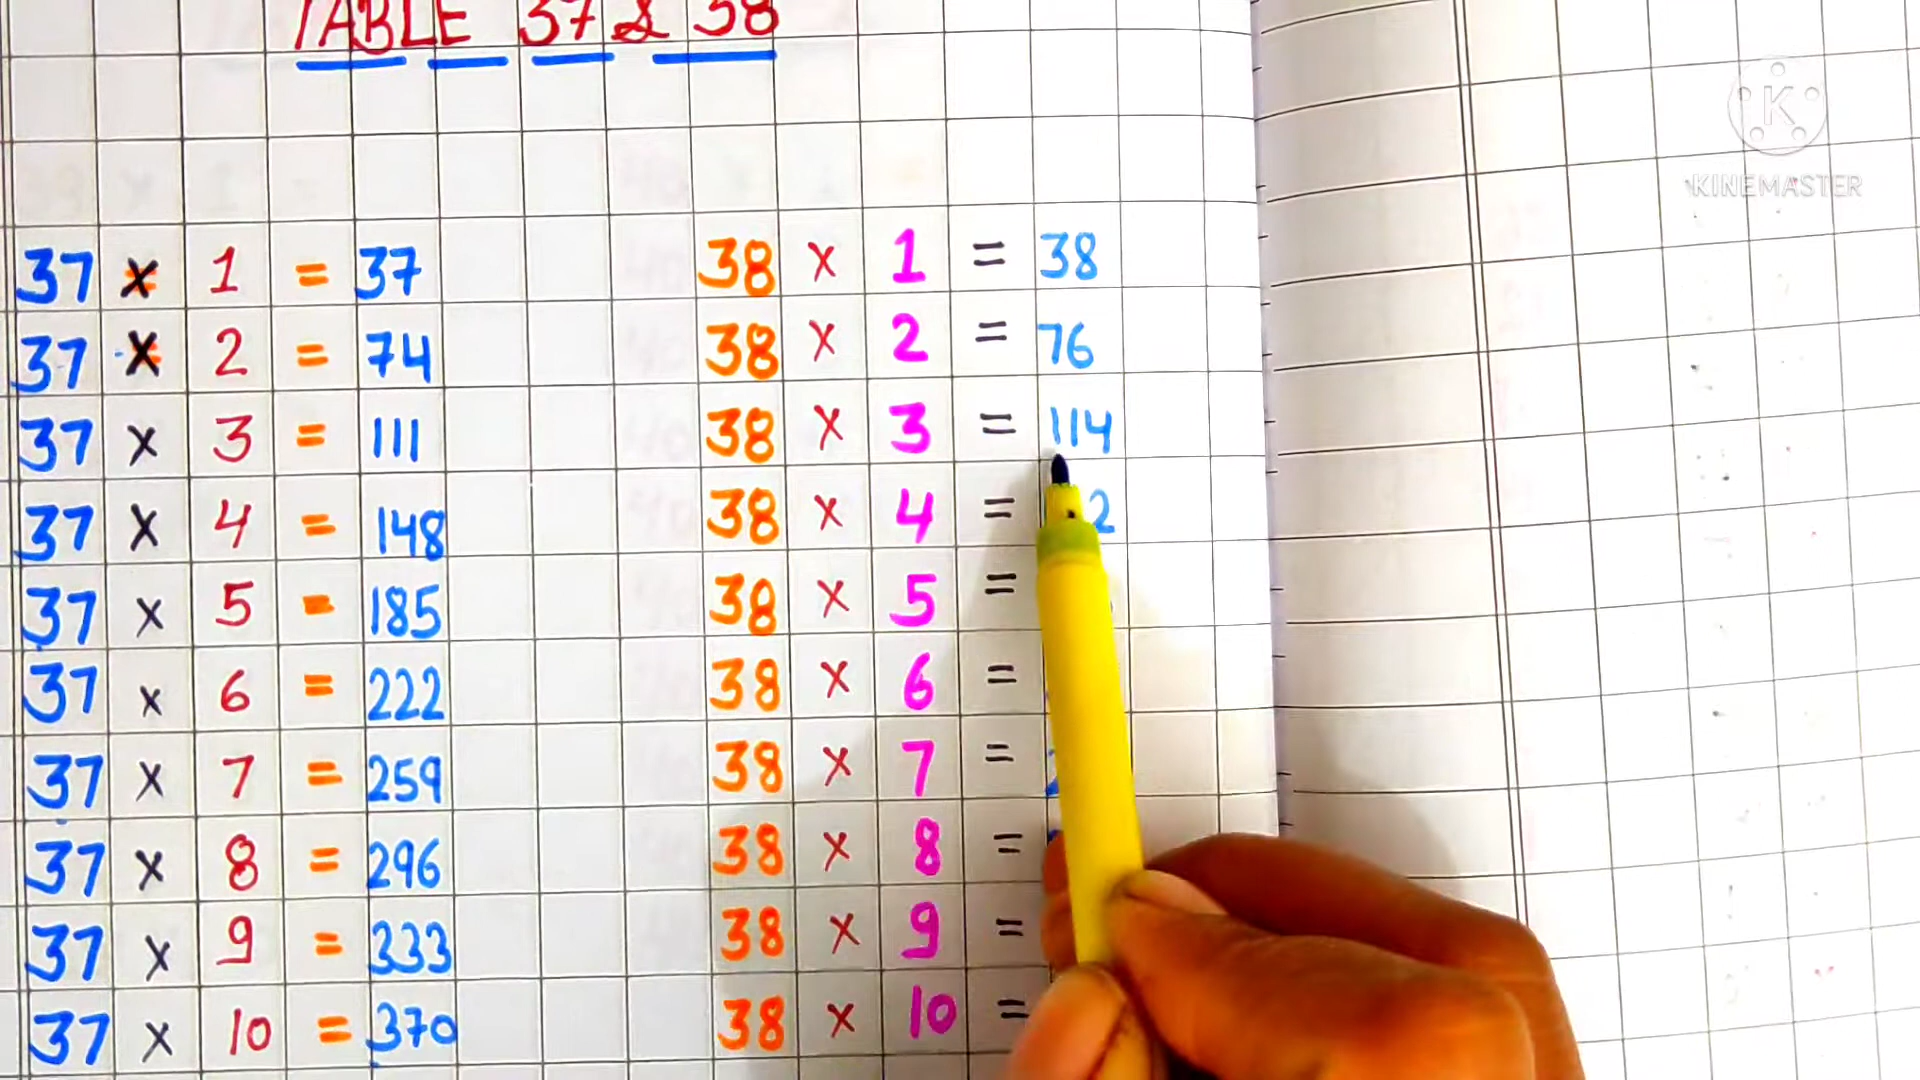 TABLE 37 & 38
KINEMASTER
37 × 1 = 37
37 × 2 = 74
37 × 3 = 111
37 × 4 = 148
37 × 5 = 185
37 × 6 = 222
37 × 7 = 259
37 × 8 = 296
37 × 9 = 333
37 × 10 = 370
38 × 1 = 38
38 × 2 = 76
38 × 3 = 114
38 × 4 = 2
38 × 5 =
38 × 6 =
38 × 7 =
38 × 8 =
38 × 9 =
38 × 10 =